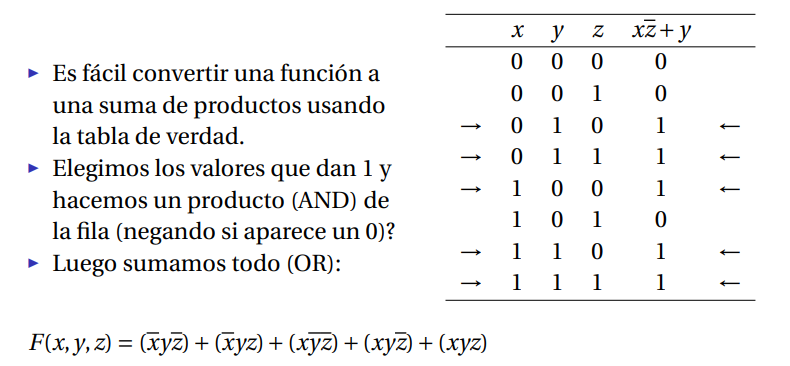 ▸ Es fácil convertir una función a
una suma de productos usando
la tabla de verdad.
▸ Elegimos los valores que dan 1 y
hacemos un producto (AND) de
la fila (negando si aparece un 0)?
▸ Luego sumamos todo (OR):
x y z xz̅ + y
0 0 0 0
0 0 1 0
→ 0 1 0 1 ←
→ 0 1 1 1 ←
→ 1 0 0 1 ←
1 0 1 0
→ 1 1 0 1 ←
→ 1 1 1 1 ←
F(x, y, z) = (x̅yz̅) + (x̅yz) + (xy̅z̅) + (xyz̅) + (xyz)